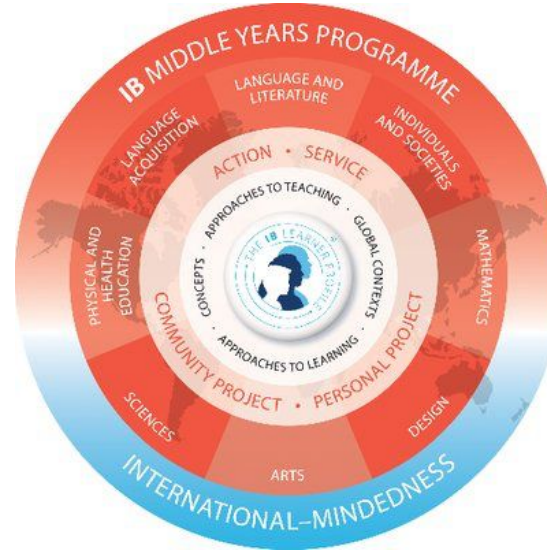 IB MIDDLE YEARS PROGRAMME
LANGUAGE AND
LITERATURE
LANGUAGE
ACQUISITION
INDIVIDUALS
AND SOCIETIES
PHYSICAL AND
HEALTH
EDUCATION
MATHEMATICS
SCIENCES
DESIGN
ARTS
ACTION • SERVICE
COMMUNITY PROJECT • PERSONAL PROJECT
APPROACHES TO TEACHING • GLOBAL CONTEXTS •
APPROACHES TO LEARNING • CONCEPTS •
THE IB LEARNER PROFILE
INTERNATIONAL–MINDEDNESS